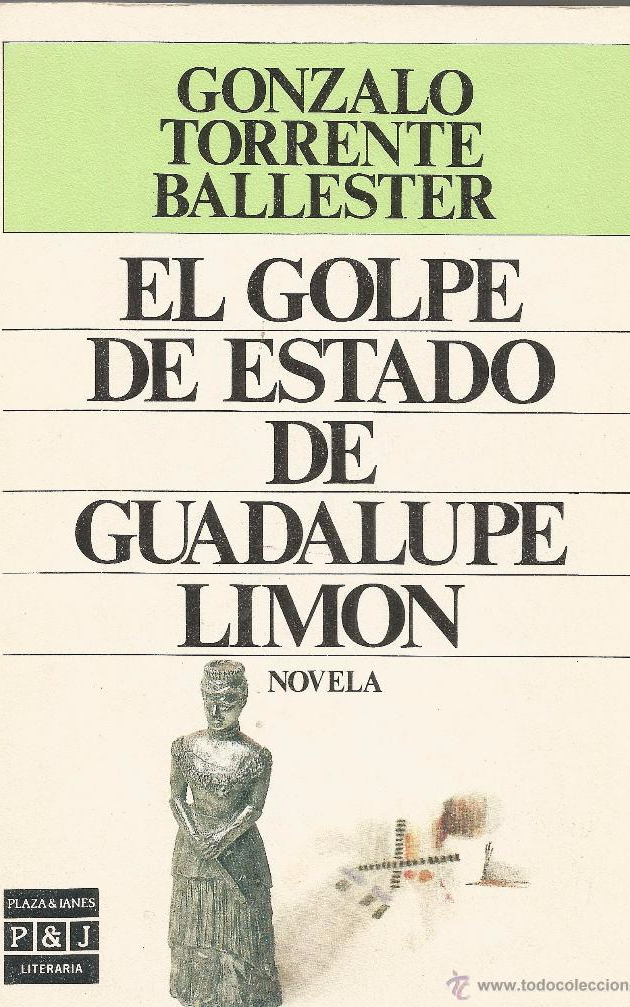 GONZALO
TORRENTE
BALLESTER
EL GOLPE
DE ESTADO
DE
GUADALUPE
LIMON
NOVELA
PLAZA & JANES
P & J
LITERARIA
www.todocoleccion